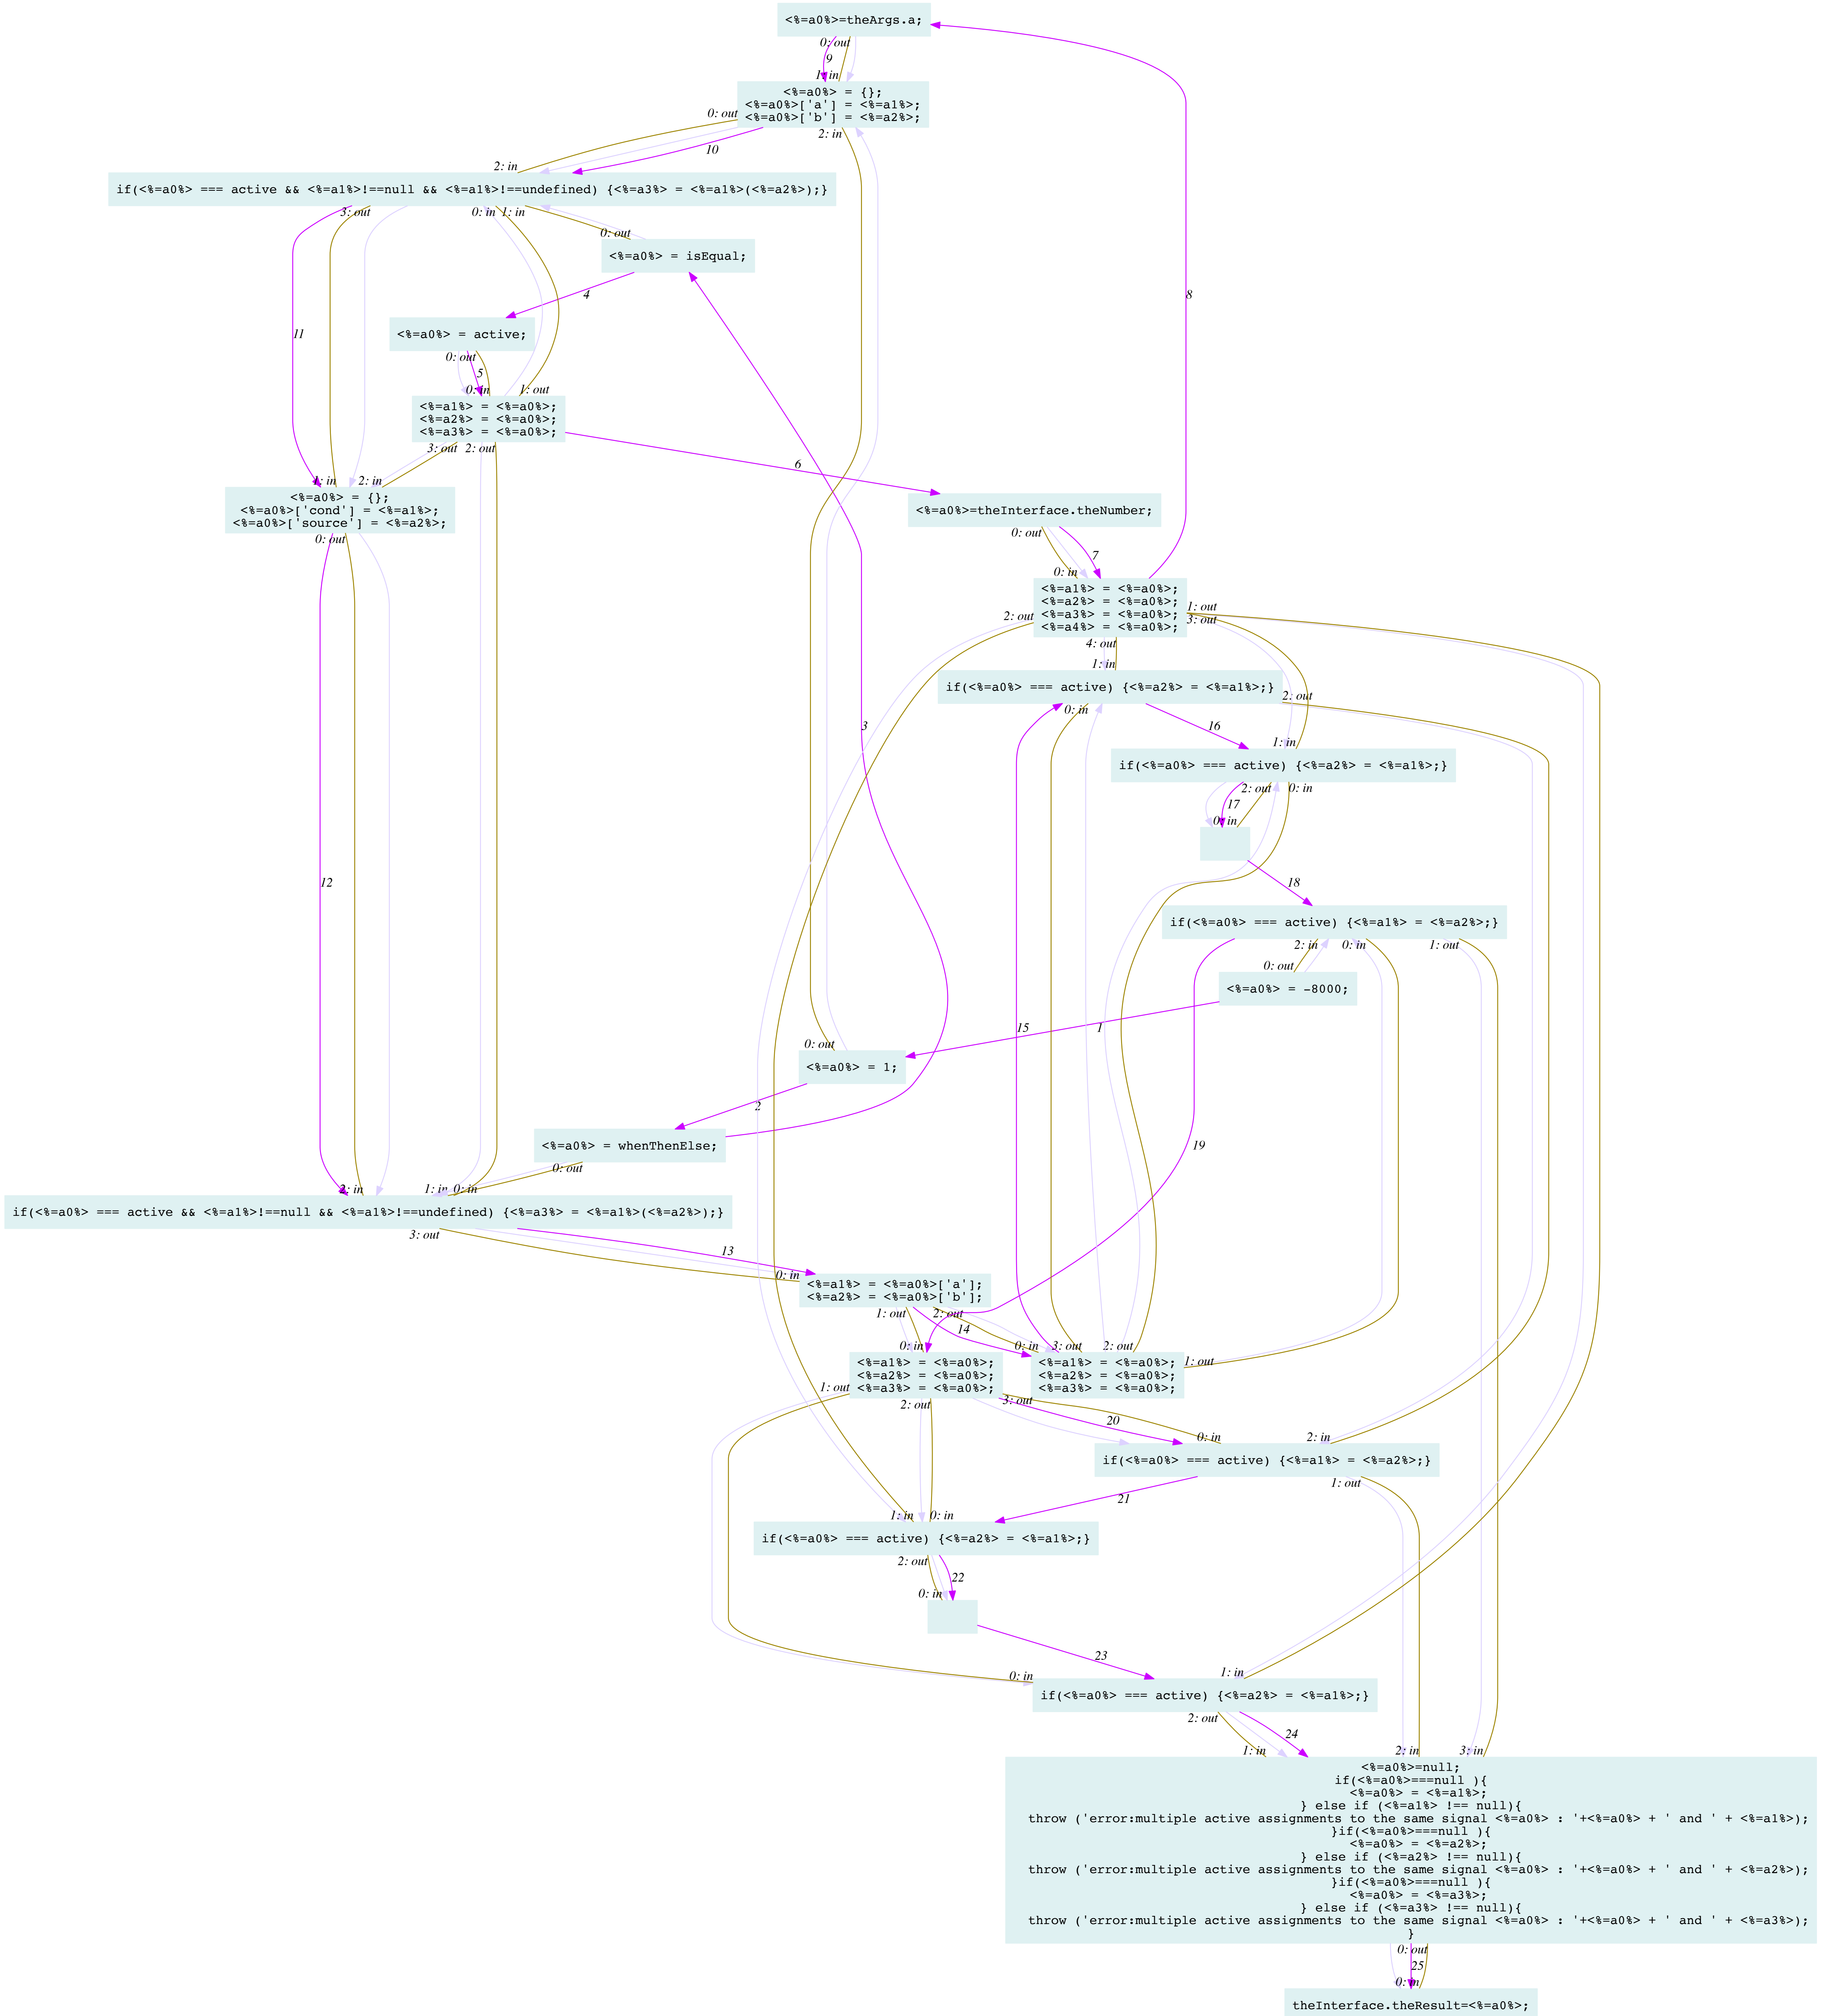 <%=a0%>=theArgs.a;
0: out
9
1: in
<%=a0%> = {};
<%=a0%>['a'] = <%=a1%>;
<%=a0%>['b'] = <%=a2%>;
0: out
2: in
10
2: in
if(<%=a0%> === active && <%=a1%>!==null && <%=a1%>!==undefined) {<%=a3%> = <%=a1%>(<%=a2%>);}
3: out
0: in
1: in
0: out
<%=a0%> = isEqual;
4
8
11
<%=a0%> = active;
0: out
5
0: in
1: out
<%=a1%> = <%=a0%>;
<%=a2%> = <%=a0%>;
<%=a3%> = <%=a0%>;
3: out
2: out
6
1: in
2: in
<%=a0%> = {};
<%=a0%>['cond'] = <%=a1%>;
<%=a0%>['source'] = <%=a2%>;
0: out
<%=a0%>=theInterface.theNumber;
0: out
7
0: in
<%=a1%> = <%=a0%>;
<%=a2%> = <%=a0%>;
<%=a3%> = <%=a0%>;
<%=a4%> = <%=a0%>;
2: out
1: out
3: out
4: out
1: in
if(<%=a0%> === active) {<%=a2%> = <%=a1%>;}
2: out
0: in
3
16
1: in
if(<%=a0%> === active) {<%=a2%> = <%=a1%>;}
2: out
0: in
17
0: in
12
18
if(<%=a0%> === active) {<%=a1%> = <%=a2%>;}
2: in
0: in
1: out
0: out
<%=a0%> = -8000;
15
1
0: out
<%=a0%> = 1;
2
<%=a0%> = whenThenElse;
0: out
19
2: in
1: in
0: in
if(<%=a0%> === active && <%=a1%>!==null && <%=a1%>!==undefined) {<%=a3%> = <%=a1%>(<%=a2%>);}
3: out
13
0: in
<%=a1%> = <%=a0%>['a'];
<%=a2%> = <%=a0%>['b'];
1: out
2: out
14
0: in
0: in
3: out
2: out
<%=a1%> = <%=a0%>;
<%=a2%> = <%=a0%>;
<%=a3%> = <%=a0%>;
1: out
2: out
3: out
<%=a1%> = <%=a0%>;
<%=a2%> = <%=a0%>;
<%=a3%> = <%=a0%>;
1: out
20
0: in
2: in
if(<%=a0%> === active) {<%=a1%> = <%=a2%>;}
1: out
21
1: in
0: in
if(<%=a0%> === active) {<%=a2%> = <%=a1%>;}
2: out
22
0: in
23
0: in
1: in
if(<%=a0%> === active) {<%=a2%> = <%=a1%>;}
2: out
24
1: in
2: in
3: in
<%=a0%>=null;
if(<%=a0%>===null ){
<%=a0%> = <%=a1%>;
} else if (<%=a1%> !== null){
throw ('error:multiple active assignments to the same signal <%=a0%> : '+<%=a0%> + ' and ' + <%=a1%>);
}if(<%=a0%>===null ){
<%=a0%> = <%=a2%>;
} else if (<%=a2%> !== null){
throw ('error:multiple active assignments to the same signal <%=a0%> : '+<%=a0%> + ' and ' + <%=a2%>);
}if(<%=a0%>===null ){
<%=a0%> = <%=a3%>;
} else if (<%=a3%> !== null){
throw ('error:multiple active assignments to the same signal <%=a0%> : '+<%=a0%> + ' and ' + <%=a3%>);
}
0: out
25
0: in
theInterface.theResult=<%=a0%>;